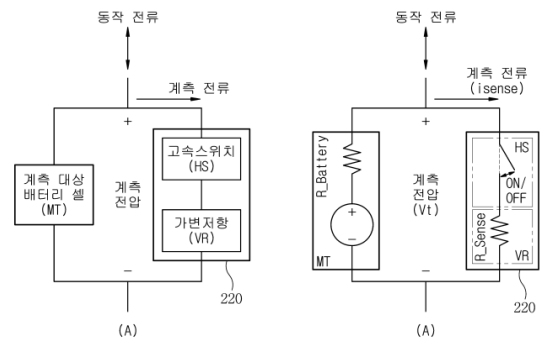 동작 전류
계측 전류
+
계측 대상
배터리 셀
(MT)
계측
전압
고속스위치
(HS)
가변저항
(VR)
−
220
(A)
동작 전류
계측 전류
(isense)
+
R_Battery
+
−
MT
계측
전압
(Vt)
HS
ON/
OFF
R_Sense
VR
−
220
(A)